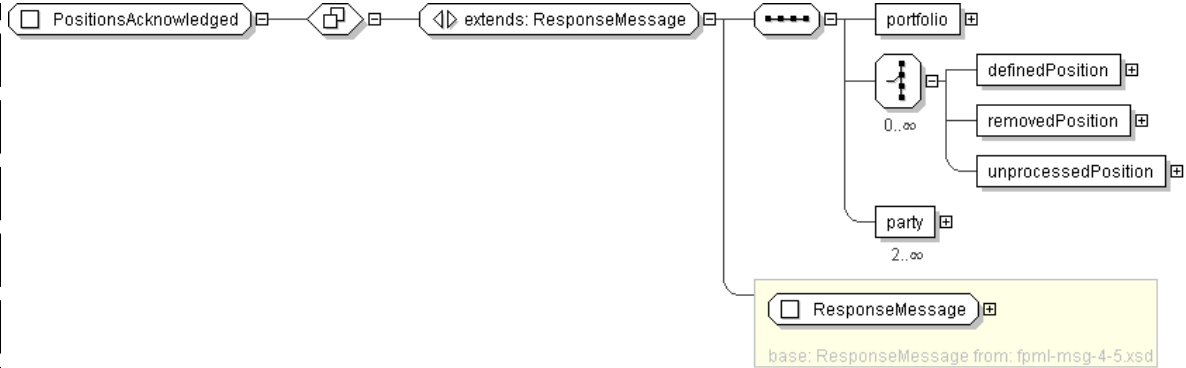 PositionsAcknowledged
extends: ResponseMessage
portfolio
definedPosition
0..∞
removedPosition
unprocessedPosition
party
2..∞
ResponseMessage
base: ResponseMessage from: fpml-msg-4-5.xsd